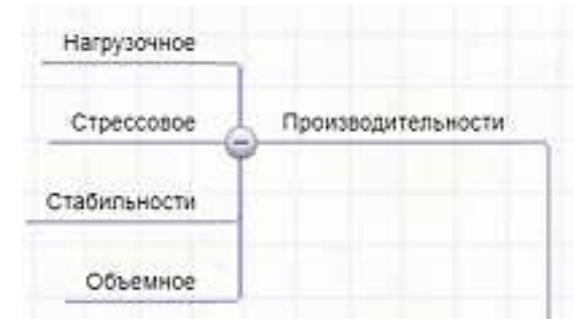 Нагрузочное
Стрессовое
Производительности
Стабильности
Объемное